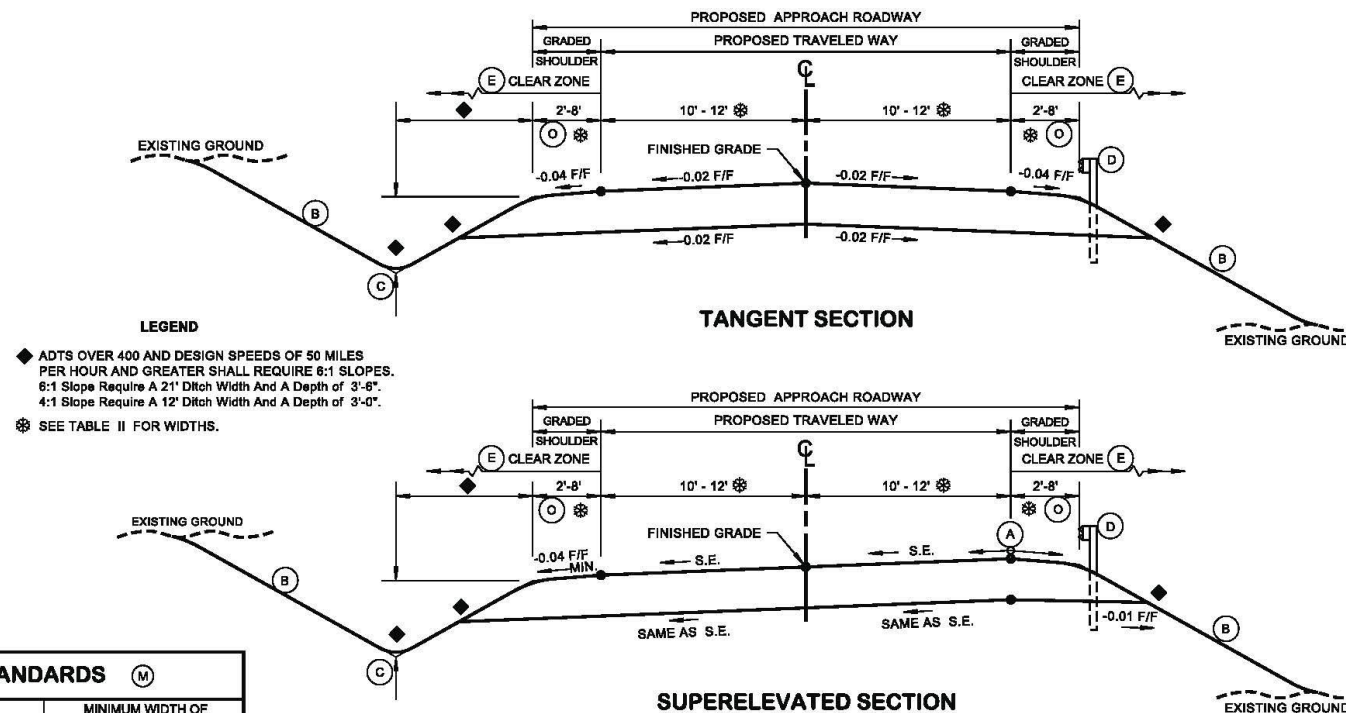 PROPOSED APPROACH ROADWAY
GRADED SHOULDER
PROPOSED TRAVELED WAY
GRADED SHOULDER
E CLEAR ZONE
℄
CLEAR ZONE E
2'-8'
10' - 12' ❄
10' - 12' ❄
2'-8'
O ❄
❄ O
EXISTING GROUND
FINISHED GRADE
D
-0.04 F/F
-0.02 F/F
-0.02 F/F
-0.04 F/F
B
-0.02 F/F
-0.02 F/F
B
C
TANGENT SECTION
EXISTING GROUND
LEGEND
◆ ADTS OVER 400 AND DESIGN SPEEDS OF 50 MILES
PER HOUR AND GREATER SHALL REQUIRE 6:1 SLOPES.
6:1 Slope Require A 21' Ditch Width And A Depth of 3'-6".
4:1 Slope Require A 12' Ditch Width And A Depth of 3'-0".
❄ SEE TABLE II FOR WIDTHS.
PROPOSED APPROACH ROADWAY
GRADED SHOULDER
PROPOSED TRAVELED WAY
GRADED SHOULDER
E CLEAR ZONE
℄
CLEAR ZONE E
2'-8'
10' - 12' ❄
10' - 12' ❄
2'-8'
O ❄
❄ O
EXISTING GROUND
FINISHED GRADE
A
D
-0.04 F/F
MIN.
S.E.
S.E.
B
SAME AS S.E.
SAME AS S.E.
-0.01 F/F
B
C
SUPERELEVATED SECTION
EXISTING GROUND
ANDARDS M
MINIMUM WIDTH OF